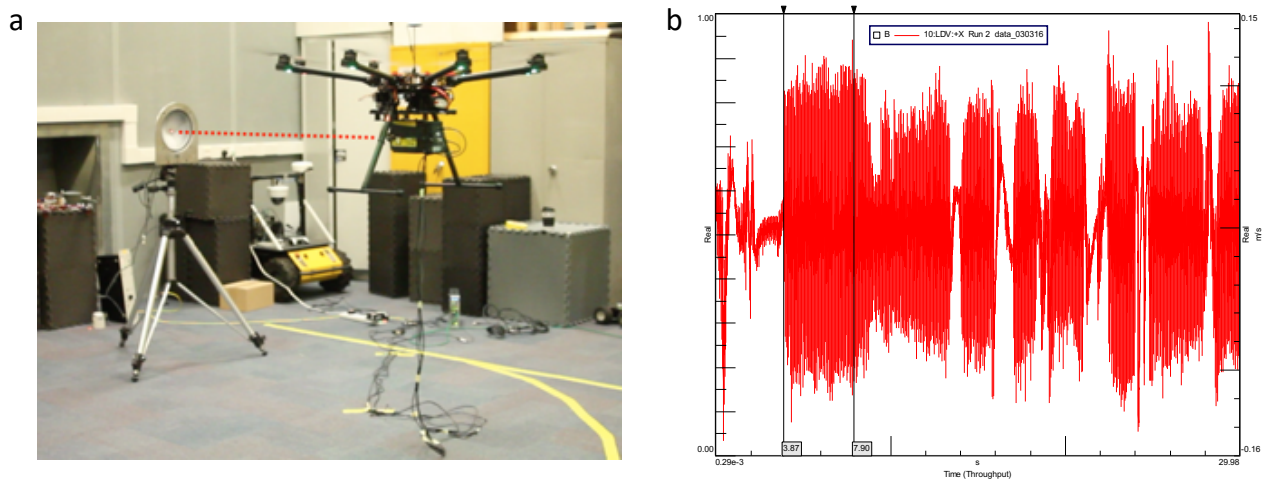 a
b
1.00
0.15
B 10:LDV:+X Run 2 data_030316
Real
Real
m/s
0.00
-0.16
3.87
7.90
0.29e-3
s
29.98
Time (Throughput)